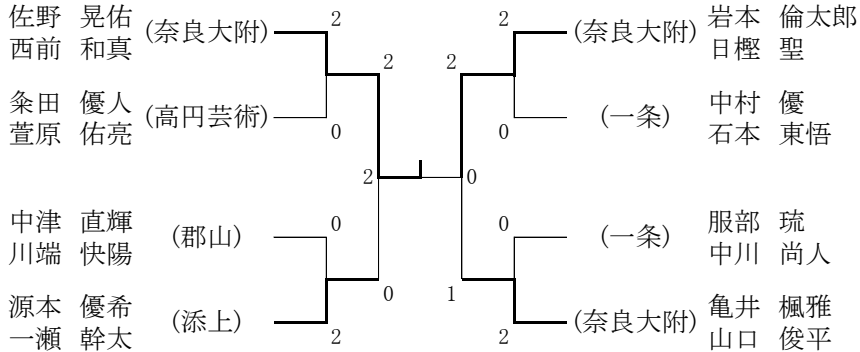 佐野 晃佑
西前 和真
(奈良大附)
2
2
粂田 優人
萱原 佑亮
(高円芸術)
0
2
中津 直輝
川端 快陽
(郡山)
0
0
源本 優希
一瀬 幹太
(添上)
2
岩本 倫太郎
日樫 聖
(奈良大附)
2
2
中村 優
石本 東悟
(一条)
0
0
服部 琉
中川 尚人
(一条)
0
1
亀井 楓雅
山口 俊平
(奈良大附)
2